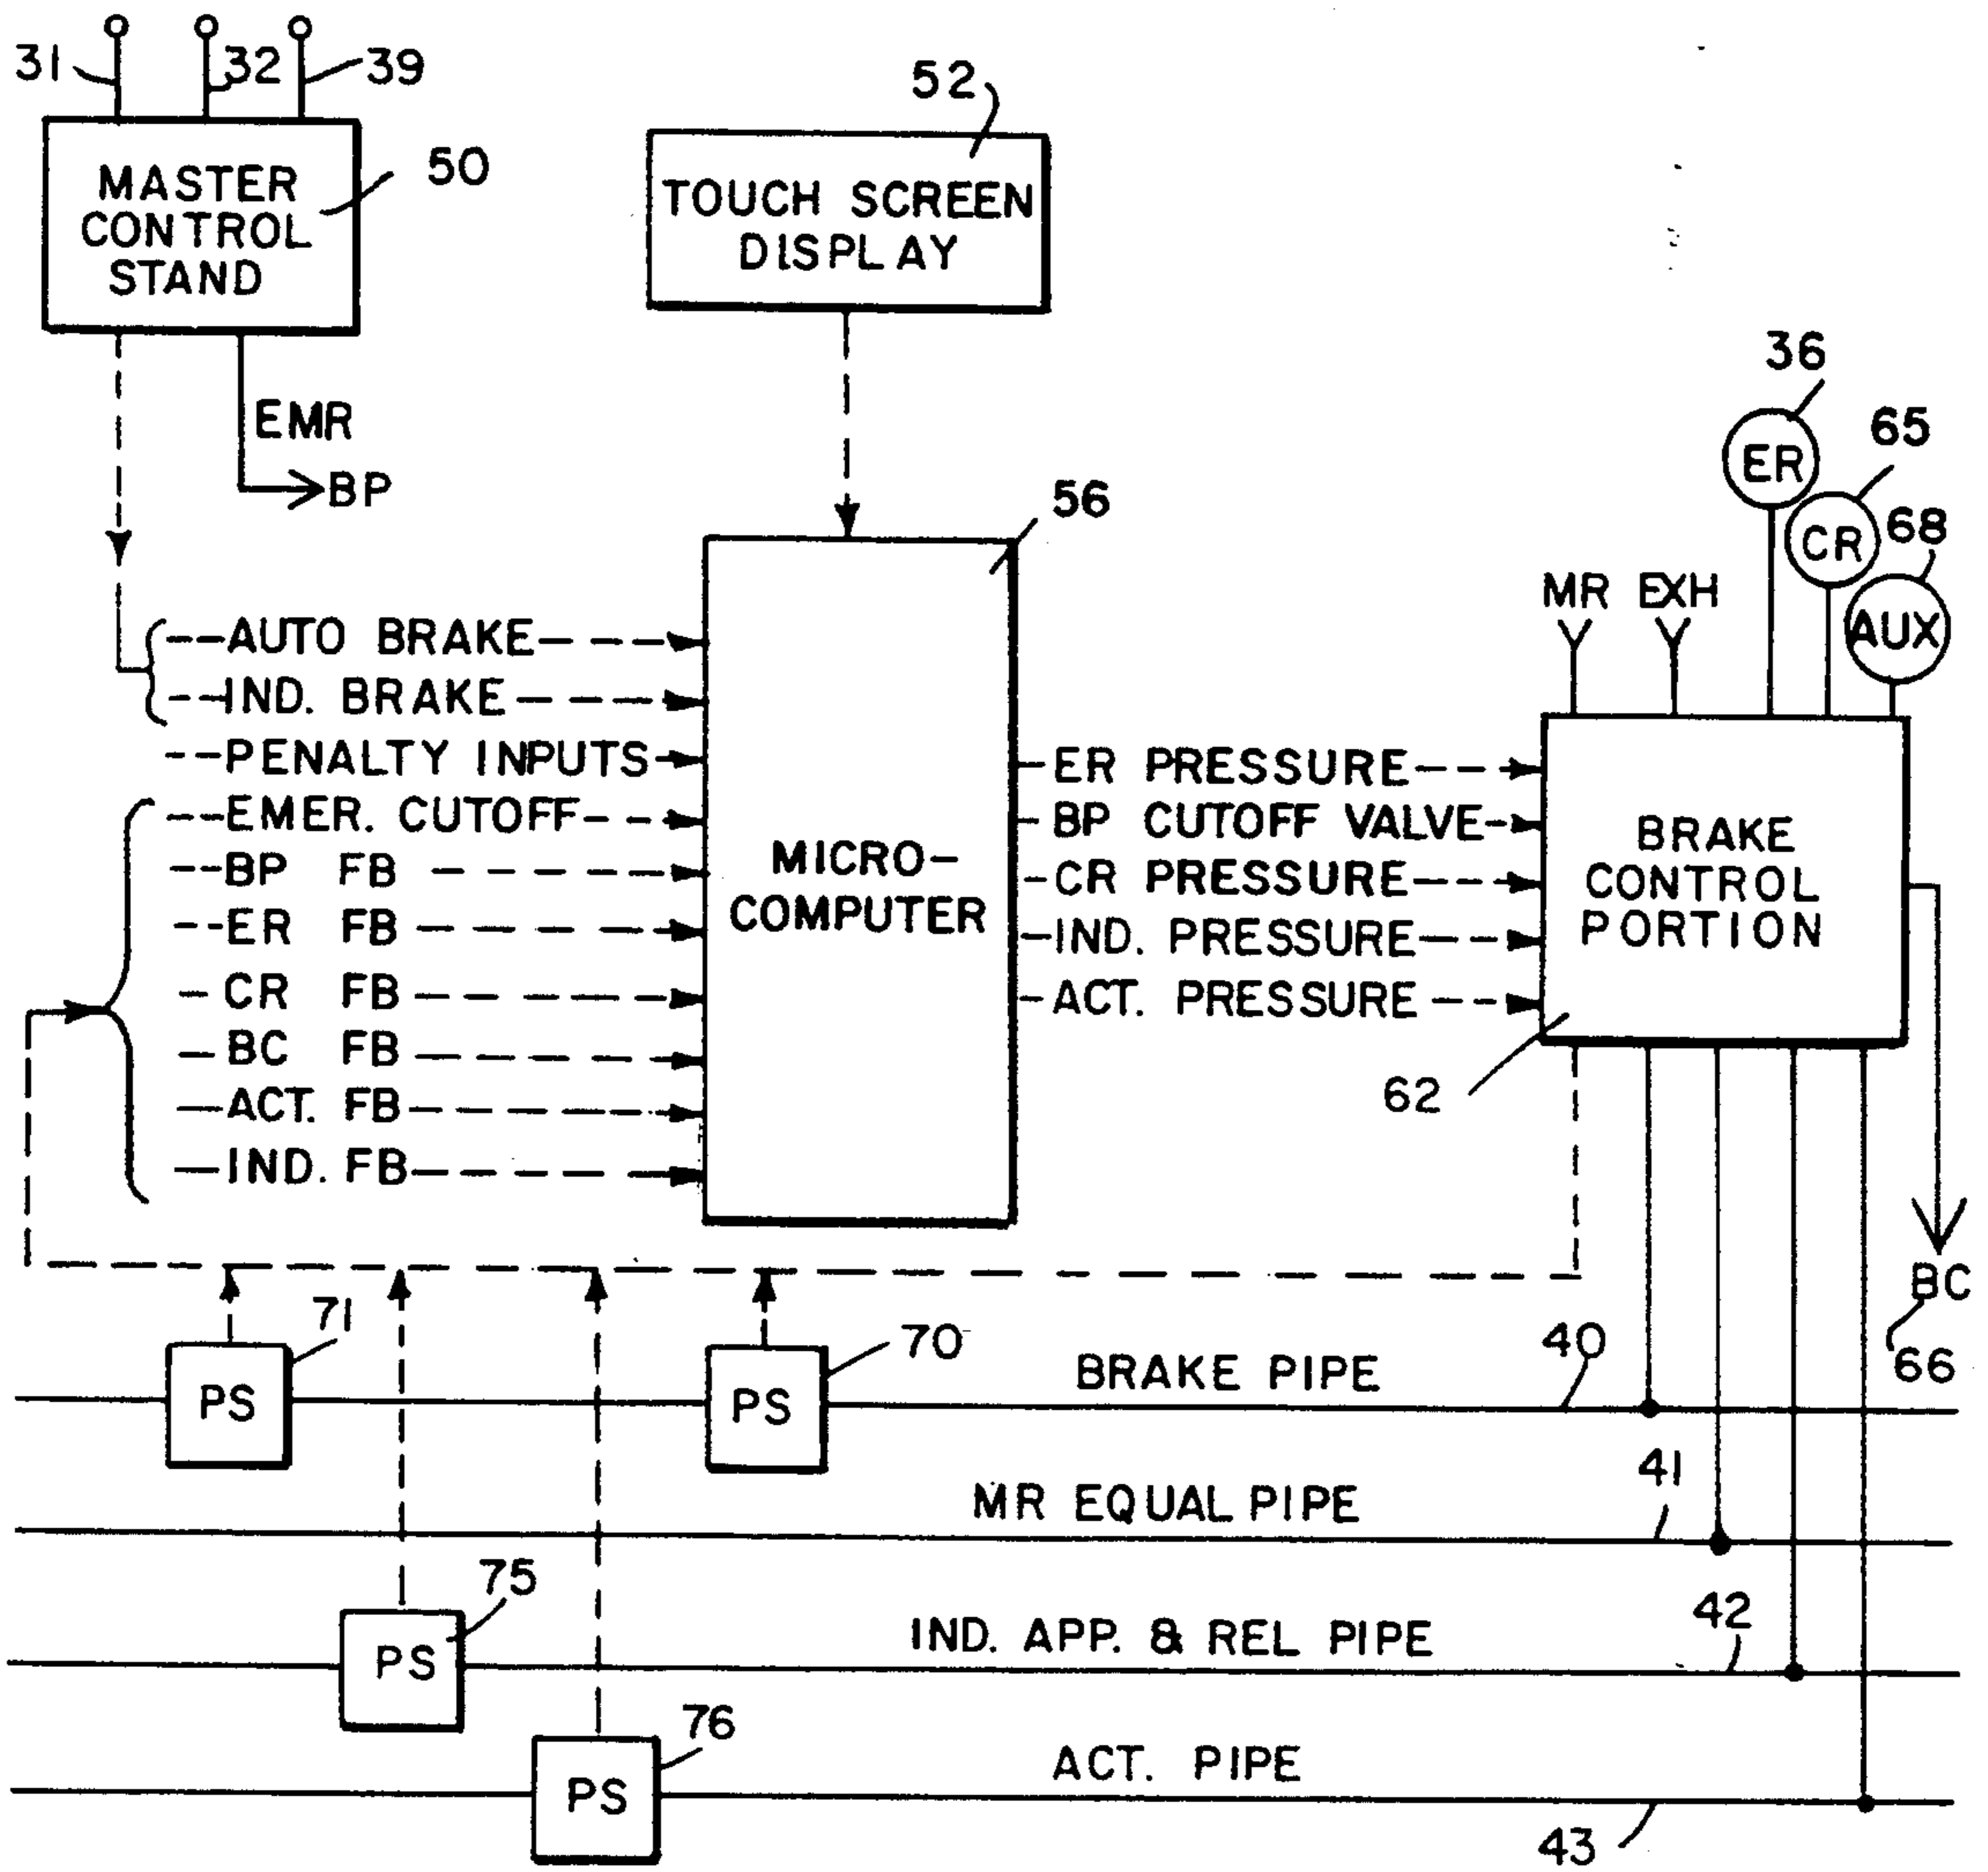 31
32
39
52
MASTER
CONTROL
STAND
50
TOUCH SCREEN
DISPLAY
EMR
BP
36
ER
65
CR
68
AUX
56
MR EXH
AUTO BRAKE
IND. BRAKE
PENALTY INPUTS
EMER. CUTOFF
BP FB
ER FB
CR FB
BC FB
ACT. FB
IND. FB
MICRO-
COMPUTER
ER PRESSURE
BP CUTOFF VALVE
CR PRESSURE
IND. PRESSURE
ACT. PRESSURE
BRAKE
CONTROL
PORTION
62
BC
66
71
PS
70
PS
BRAKE PIPE
40
MR EQUAL PIPE
41
75
PS
IND. APP. & REL PIPE
42
76
PS
ACT. PIPE
43